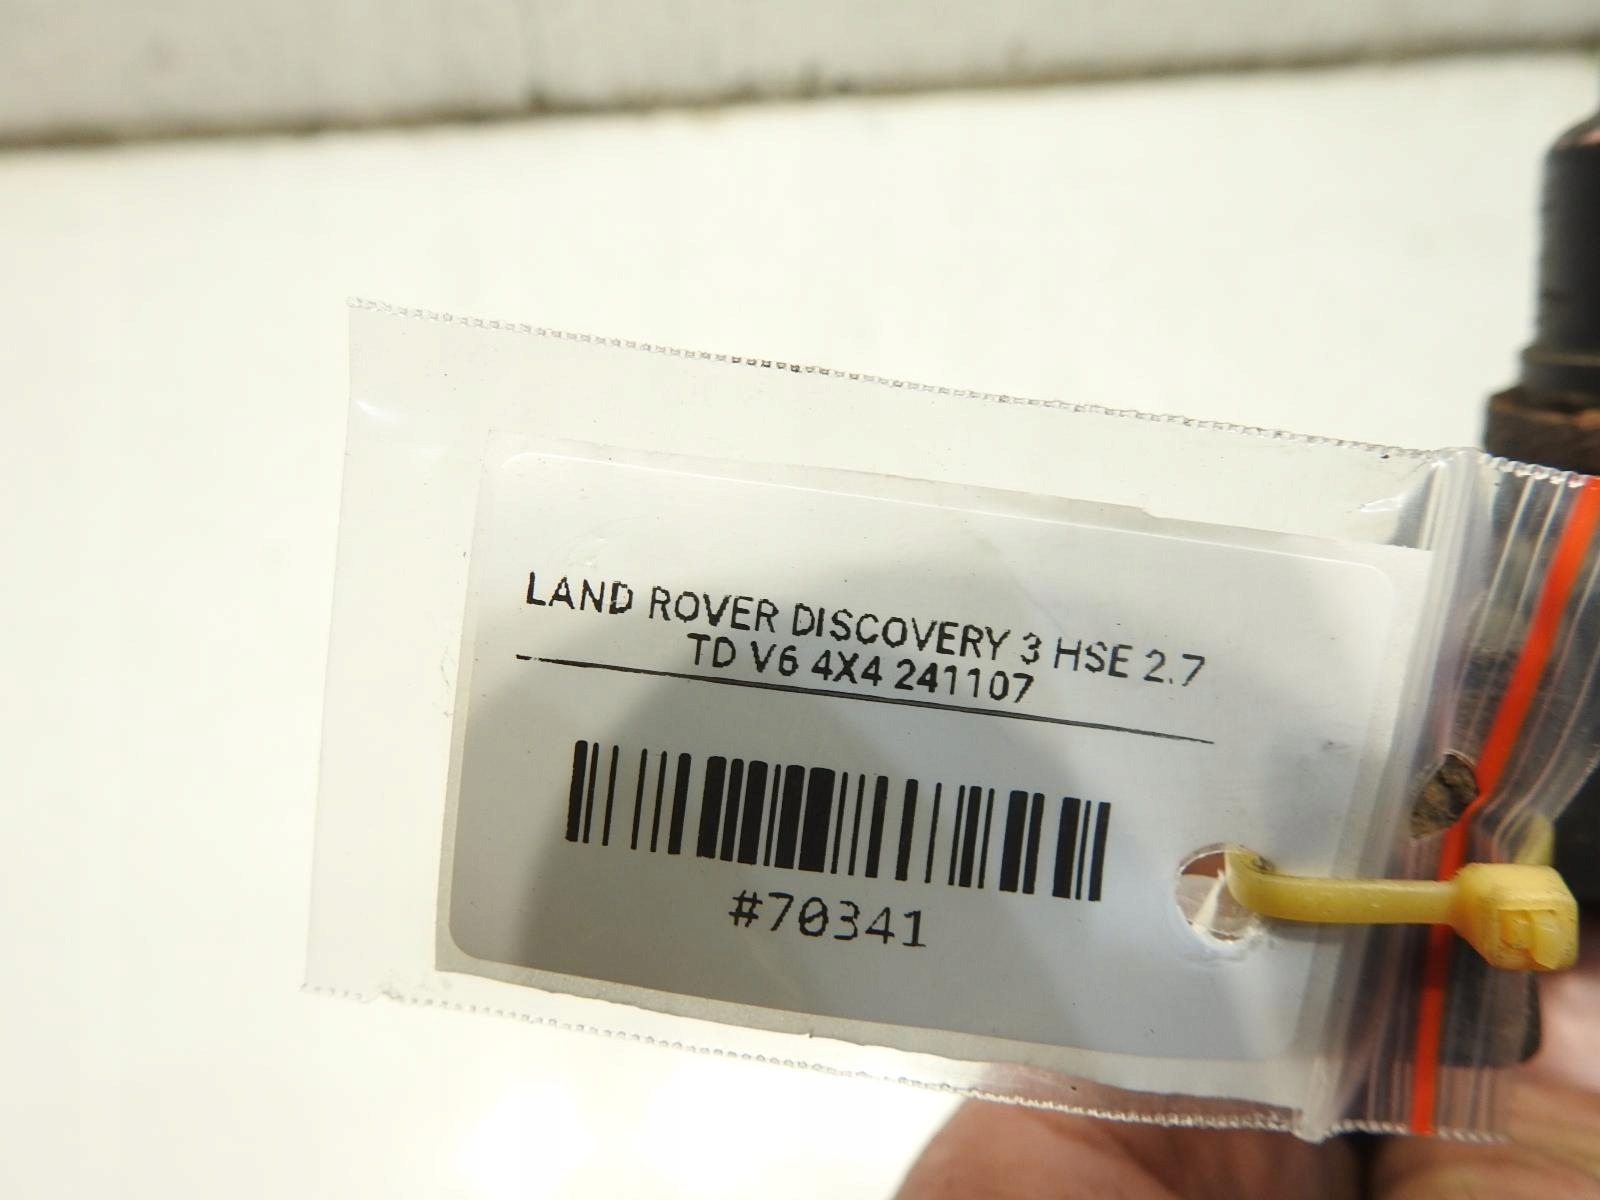 LAND ROVER DISCOVERY 3 HSE 2.7
TD V6 4X4 241107
#70341